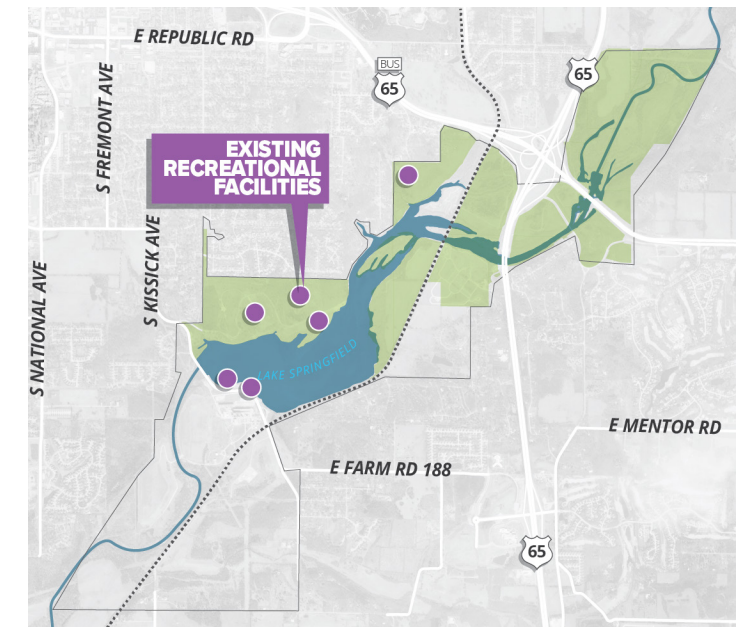 E REPUBLIC RD
BUS
65
65
S FREMONT AVE
EXISTING
RECREATIONAL
FACILITIES
S KISSICK AVE
S NATIONAL AVE
LAKE SPRINGFIELD
E MENTOR RD
E FARM RD 188
65